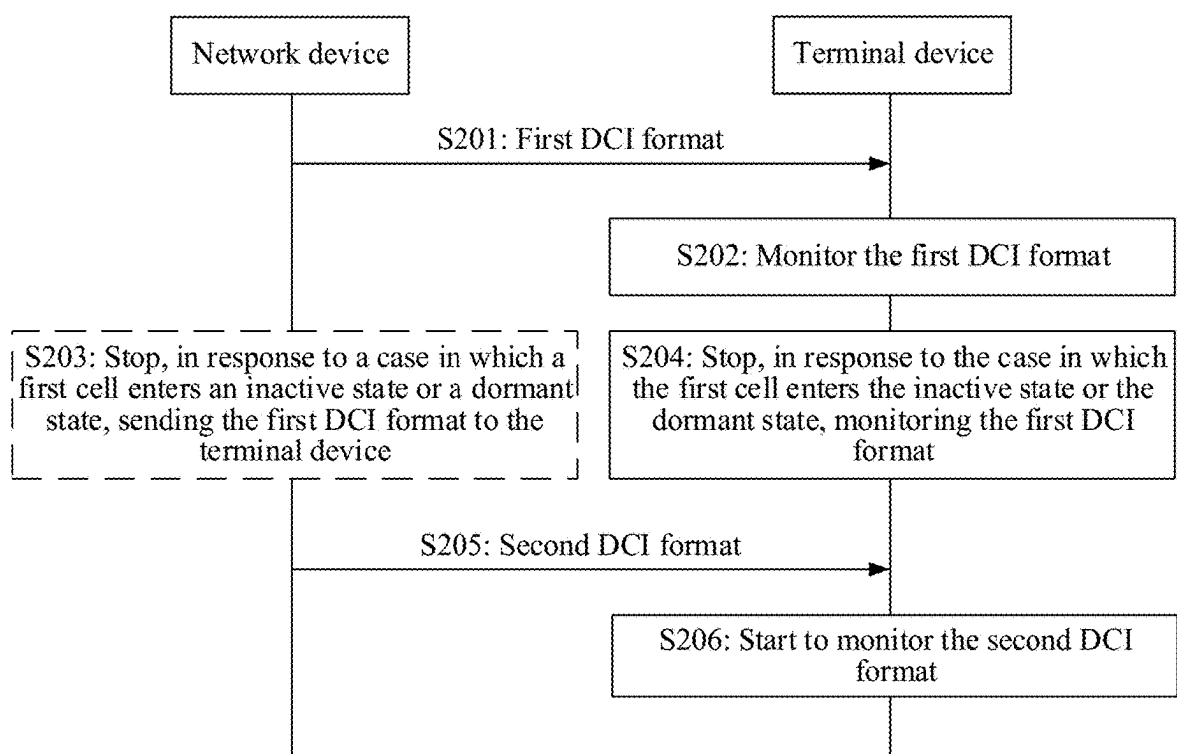 Network device
Terminal device
S201: First DCI format
S202: Monitor the first DCI format
S203: Stop, in response to a case in which a
first cell enters an inactive state or a dormant
state, sending the first DCI format to the
terminal device
S204: Stop, in response to the case in which
the first cell enters the inactive state or the
dormant state, monitoring the first DCI
format
S205: Second DCI format
S206: Start to monitor the second DCI
format